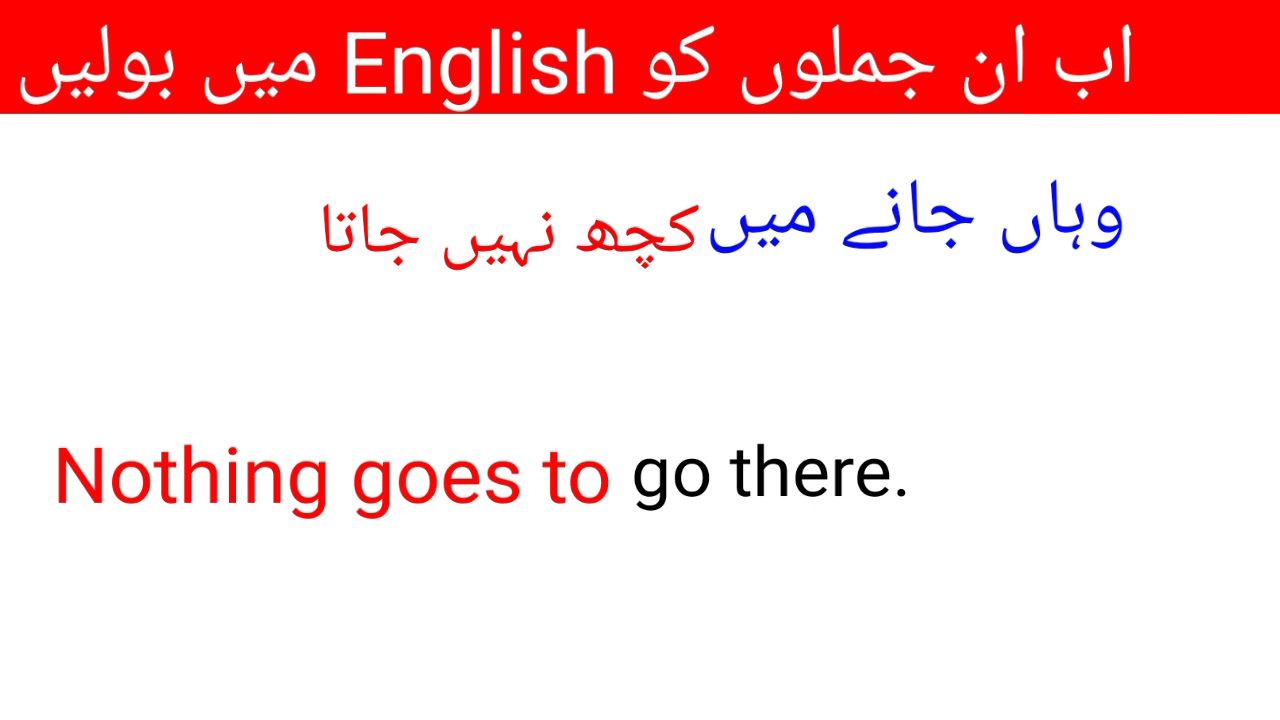 اب ان جملوں کو English میں بولیں
وہاں جانے میں کچھ نہیں جاتا
Nothing goes to go there.